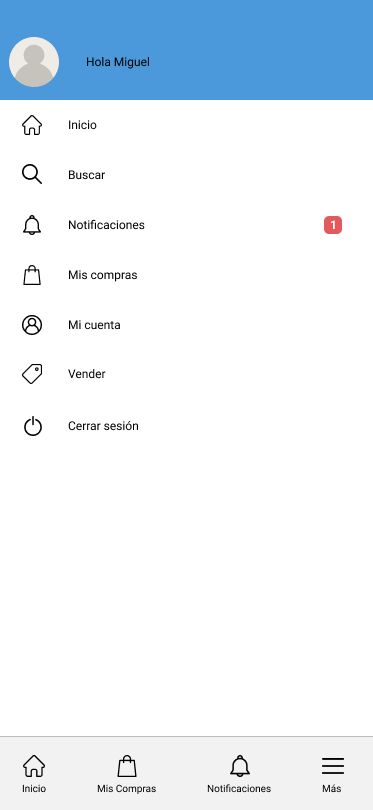 Hola Miguel
Inicio
Buscar
Notificaciones 1
Mis compras
Mi cuenta
Vender
Cerrar sesión
Inicio Mis Compras Notificaciones Más